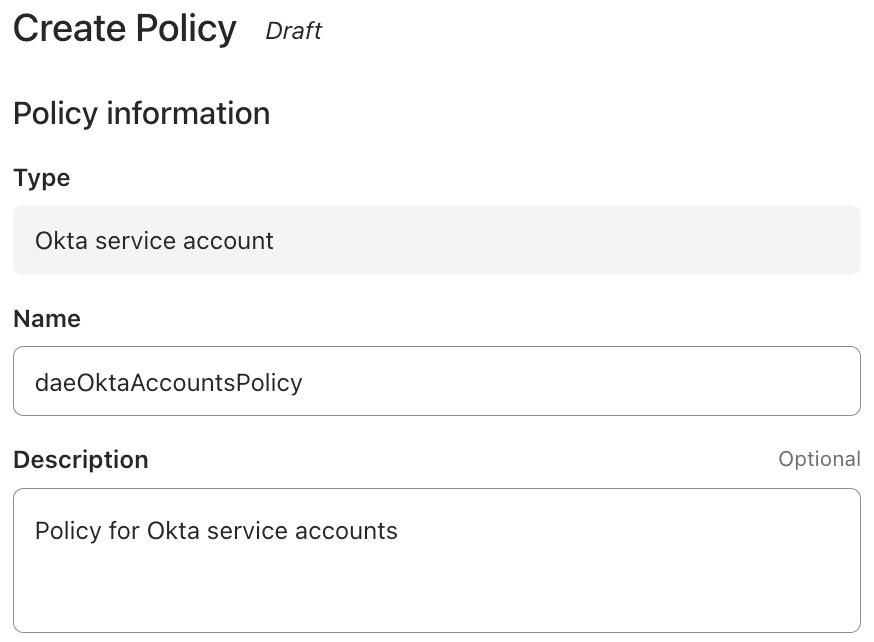 Create Policy Draft
Policy information
Type
Okta service account
Name
daeOktaAccountsPolicy
Description Optional
Policy for Okta service accounts